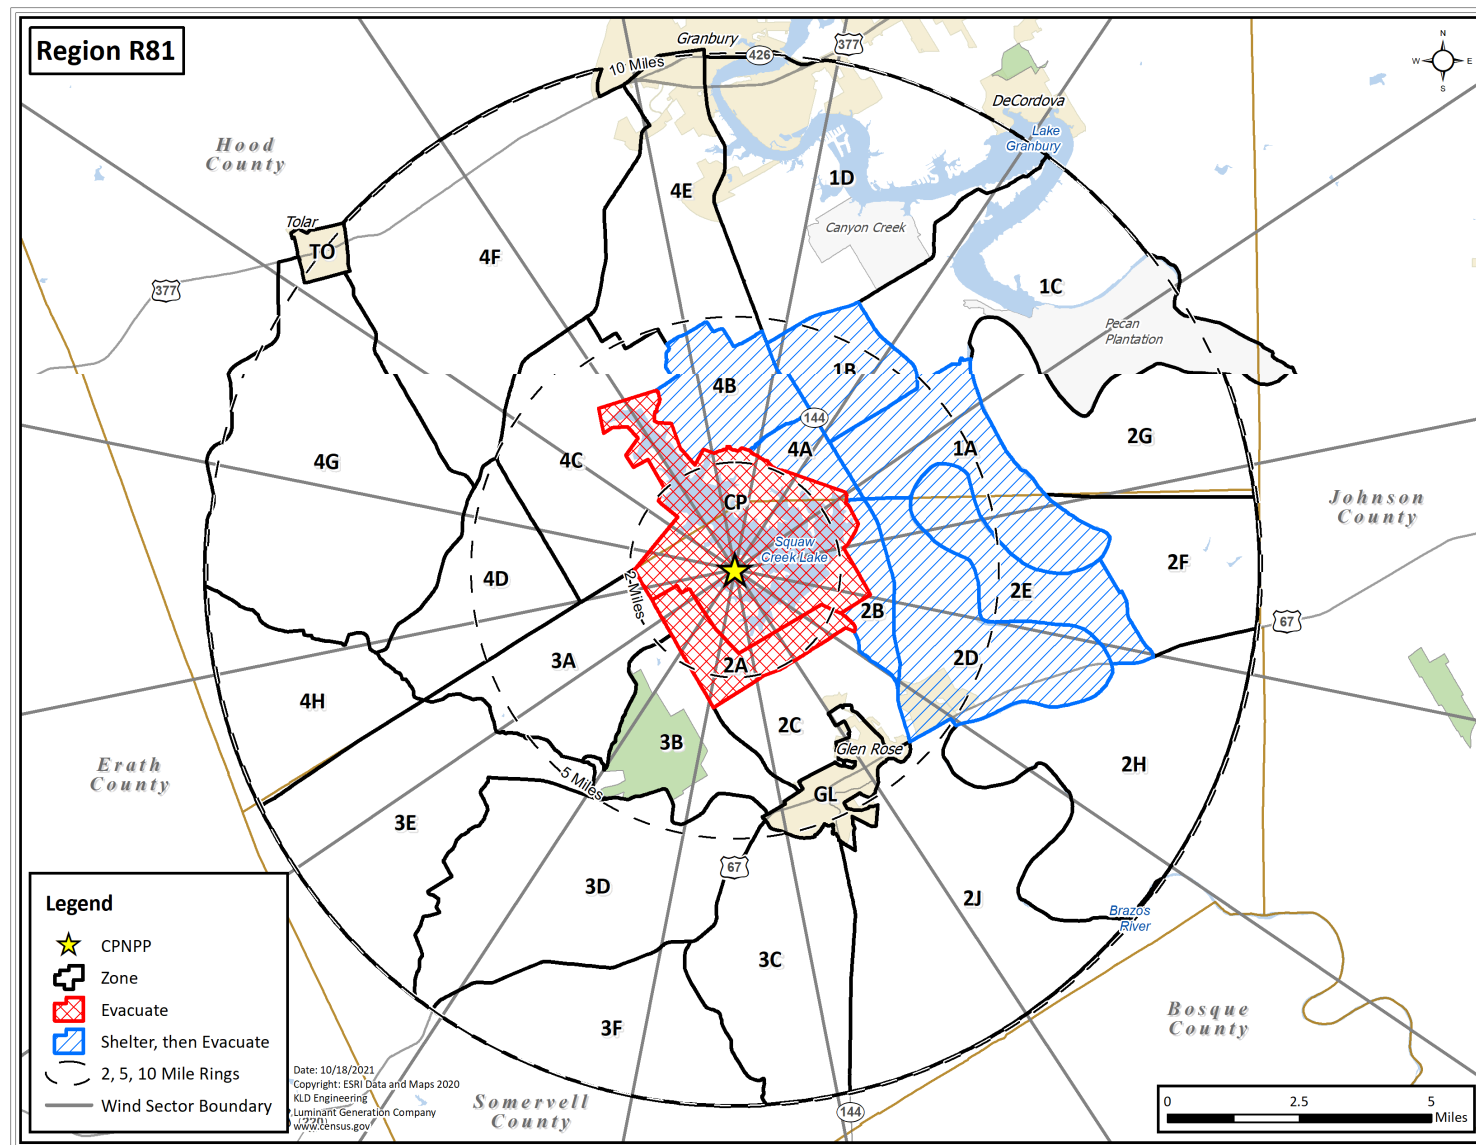 Region R81
Granbury
10 Miles
426
377
N
W
E
S
DeCordova
Lake
Granbury
Hood
County
4E
1D
Tolar
TO
4F
Canyon Creek
377
1C
Pecan
Plantation
4B
1B
144
4A
1A
2G
4C
4G
CP
Johnson
County
Squaw
Creek Lake
4D
2 Miles
2E
2F
2B
67
3A
2A
2D
4H
2C
3B
Glen Rose
Erath
County
5 Miles
2H
GL
3E
67
3D
2J
Brazos
River
3C
Bosque
County
3F
Legend
CPNPP
Zone
Evacuate
Shelter, then Evacuate
2, 5, 10 Mile Rings
Wind Sector Boundary
Date: 10/18/2021
Copyright: ESRI Data and Maps 2020
KLD Engineering
Luminant Generation Company
www.census.gov
Somervell
County
144
0
2.5
5
Miles